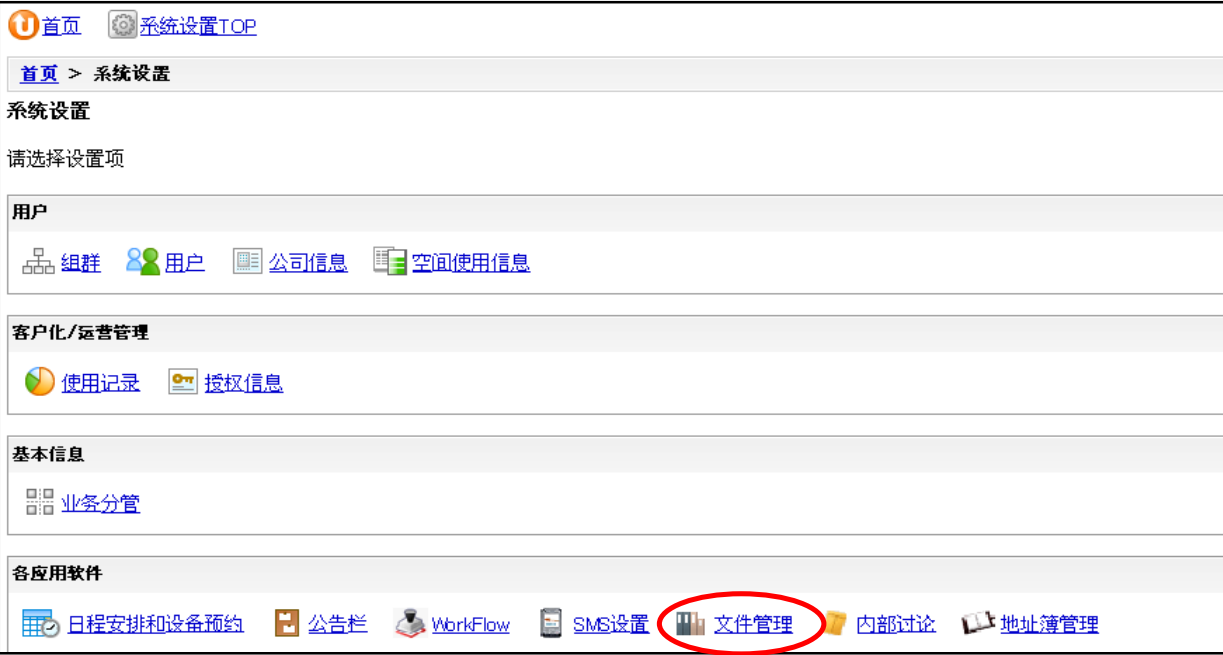 首页 系统设置TOP
首页 > 系统设置
系统设置
请选择设置项
用户
组群 用户 公司信息 空间使用信息
客户化/运营管理
使用记录 授权信息
基本信息
业务分管
各应用软件
日程安排和设备预约 公告栏 WorkFlow SMS设置 文件管理 内部讨论 地址簿管理